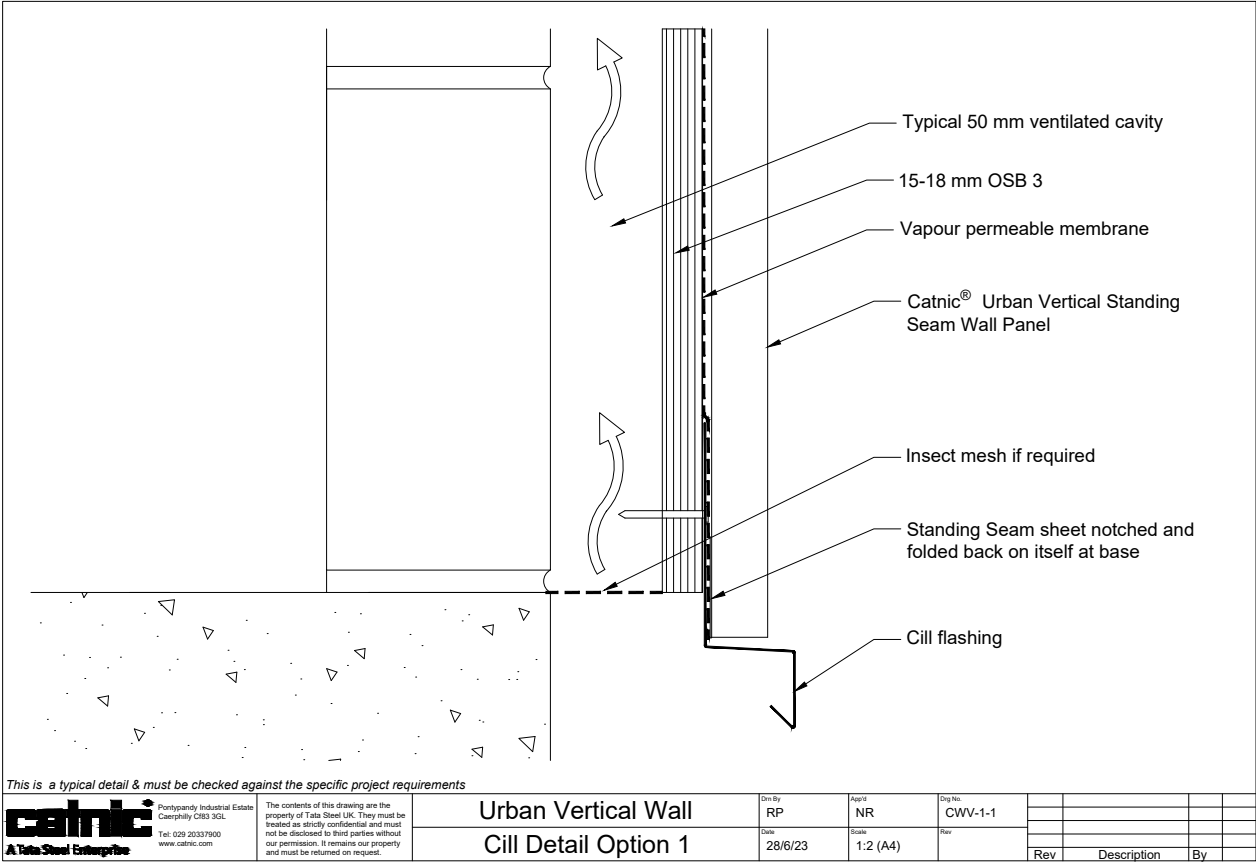 Typical 50 mm ventilated cavity
15-18 mm OSB 3
Vapour permeable membrane
Catnic® Urban Vertical Standing
Seam Wall Panel
Insect mesh if required
Standing Seam sheet notched and
folded back on itself at base
Cill flashing
This is a typical detail & must be checked against the specific project requirements
catnic
A Tata Steel Enterprise
Pontypandy Industrial Estate
Caerphilly Cf83 3GL
Tel: 029 20337900
www.catnic.com
The contents of this drawing are the
property of Tata Steel UK. They must be
treated as strictly confidential and must
not be disclosed to third parties without
our permission. It remains our property
and must be returned on request.
Urban Vertical Wall
Cill Detail Option 1
Drn By
RP
App'd
NR
Drg No.
CWV-1-1
Date
28/6/23
Scale
1:2 (A4)
Rev
Rev Description By